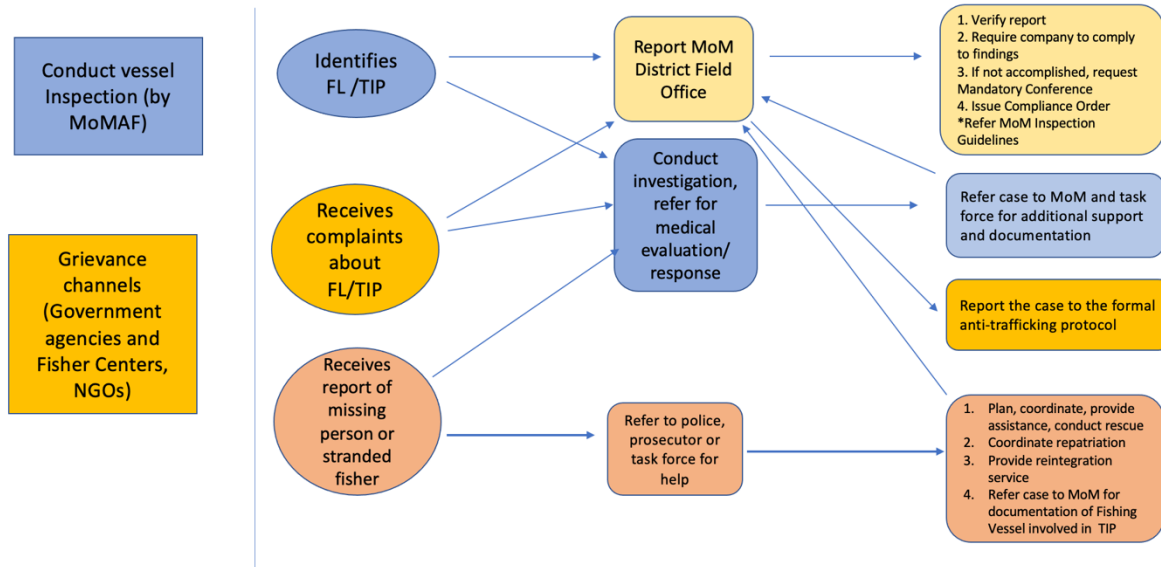 Conduct vessel
Inspection (by
MoMAF)
Grievance
channels
(Government
agencies and
Fisher Centers,
NGOs)
Identifies
FL /TIP
Receives
complaints
about
FL/TIP
Receives
report of
missing
person or
stranded
fisher
Report MoM
District Field
Office
Conduct
investigation,
refer for
medical
evaluation/
response
Refer to police,
prosecutor or
task force for
help
1. Verify report
2. Require company to comply
to findings
3. If not accomplished, request
Mandatory Conference
4. Issue Compliance Order
*Refer MoM Inspection
Guidelines
Refer case to MoM and task
force for additional support
and documentation
Report the case to the formal
anti-trafficking protocol
1. Plan, coordinate, provide
assistance, conduct rescue
2. Coordinate repatriation
3. Provide reintegration
service
4. Refer case to MoM for
documentation of Fishing
Vessel involved in TIP